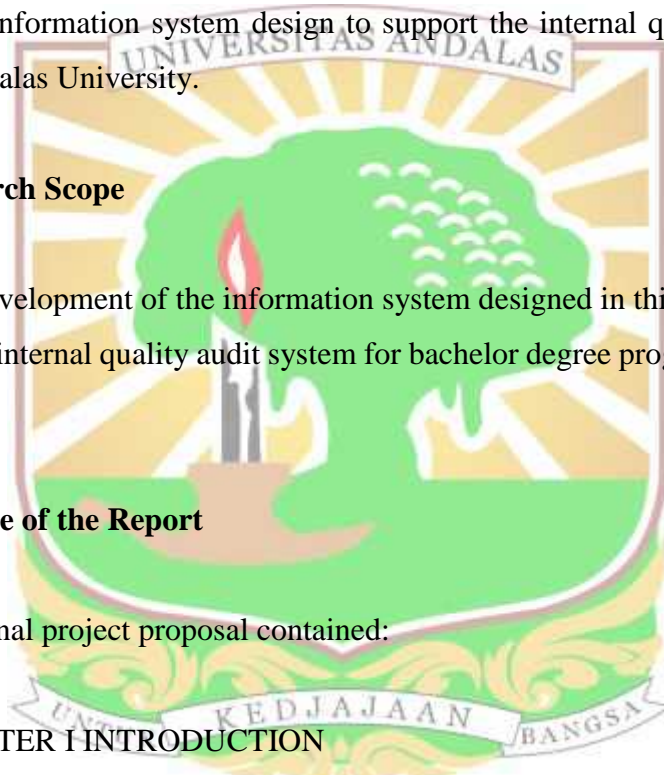 nformation system design to support the internal q
UNIVERSITAS ANDALAS
alas University.
rch Scope
velopment of the information system designed in thi
internal quality audit system for bachelor degree prog
e of the Report
nal project proposal contained:
UNTUK KEDJAJAAN BANGSA
TER I INTRODUCTION